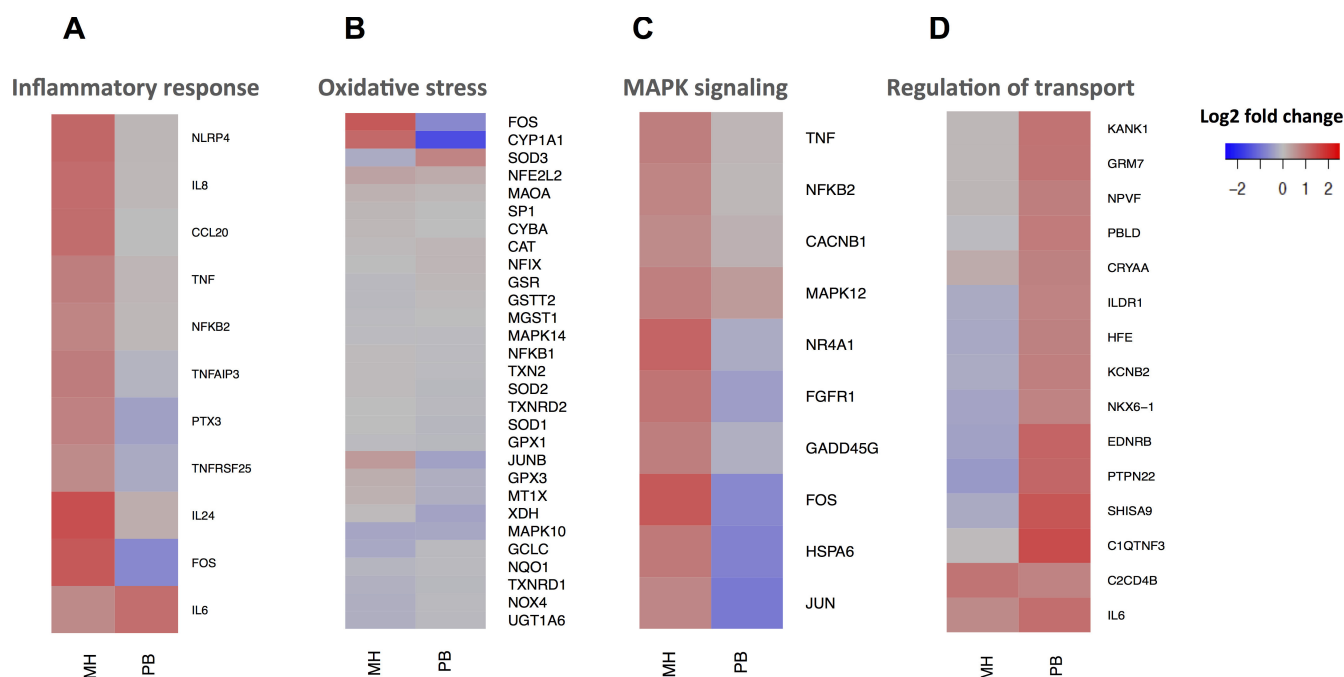 A
B
C
D
Inflammatory response
Oxidative stress
MAPK signaling
Regulation of transport
NLRP4
IL8
CCL20
TNF
NFKB2
TNFAIP3
PTX3
TNFRSF25
IL24
FOS
IL6
MH
PB
FOS
CYP1A1
SOD3
NFE2L2
MAOA
SP1
CYBA
CAT
NFIX
GSR
GSTT2
MGST1
MAPK14
NFKB1
TXN2
SOD2
TXNRD2
SOD1
GPX1
JUNB
GPX3
MT1X
XDH
MAPK10
GCLC
NQO1
TXNRD1
NOX4
UGT1A6
MH
PB
TNF
NFKB2
CACNB1
MAPK12
NR4A1
FGFR1
GADD45G
FOS
HSPA6
JUN
MH
PB
KANK1
GRM7
NPVF
PBLD
CRYAA
ILDR1
HFE
KCNB2
NKX6−1
EDNRB
PTPN22
SHISA9
C1QTNF3
C2CD4B
IL6
MH
PB
Log2 fold change
−2 0 1 2